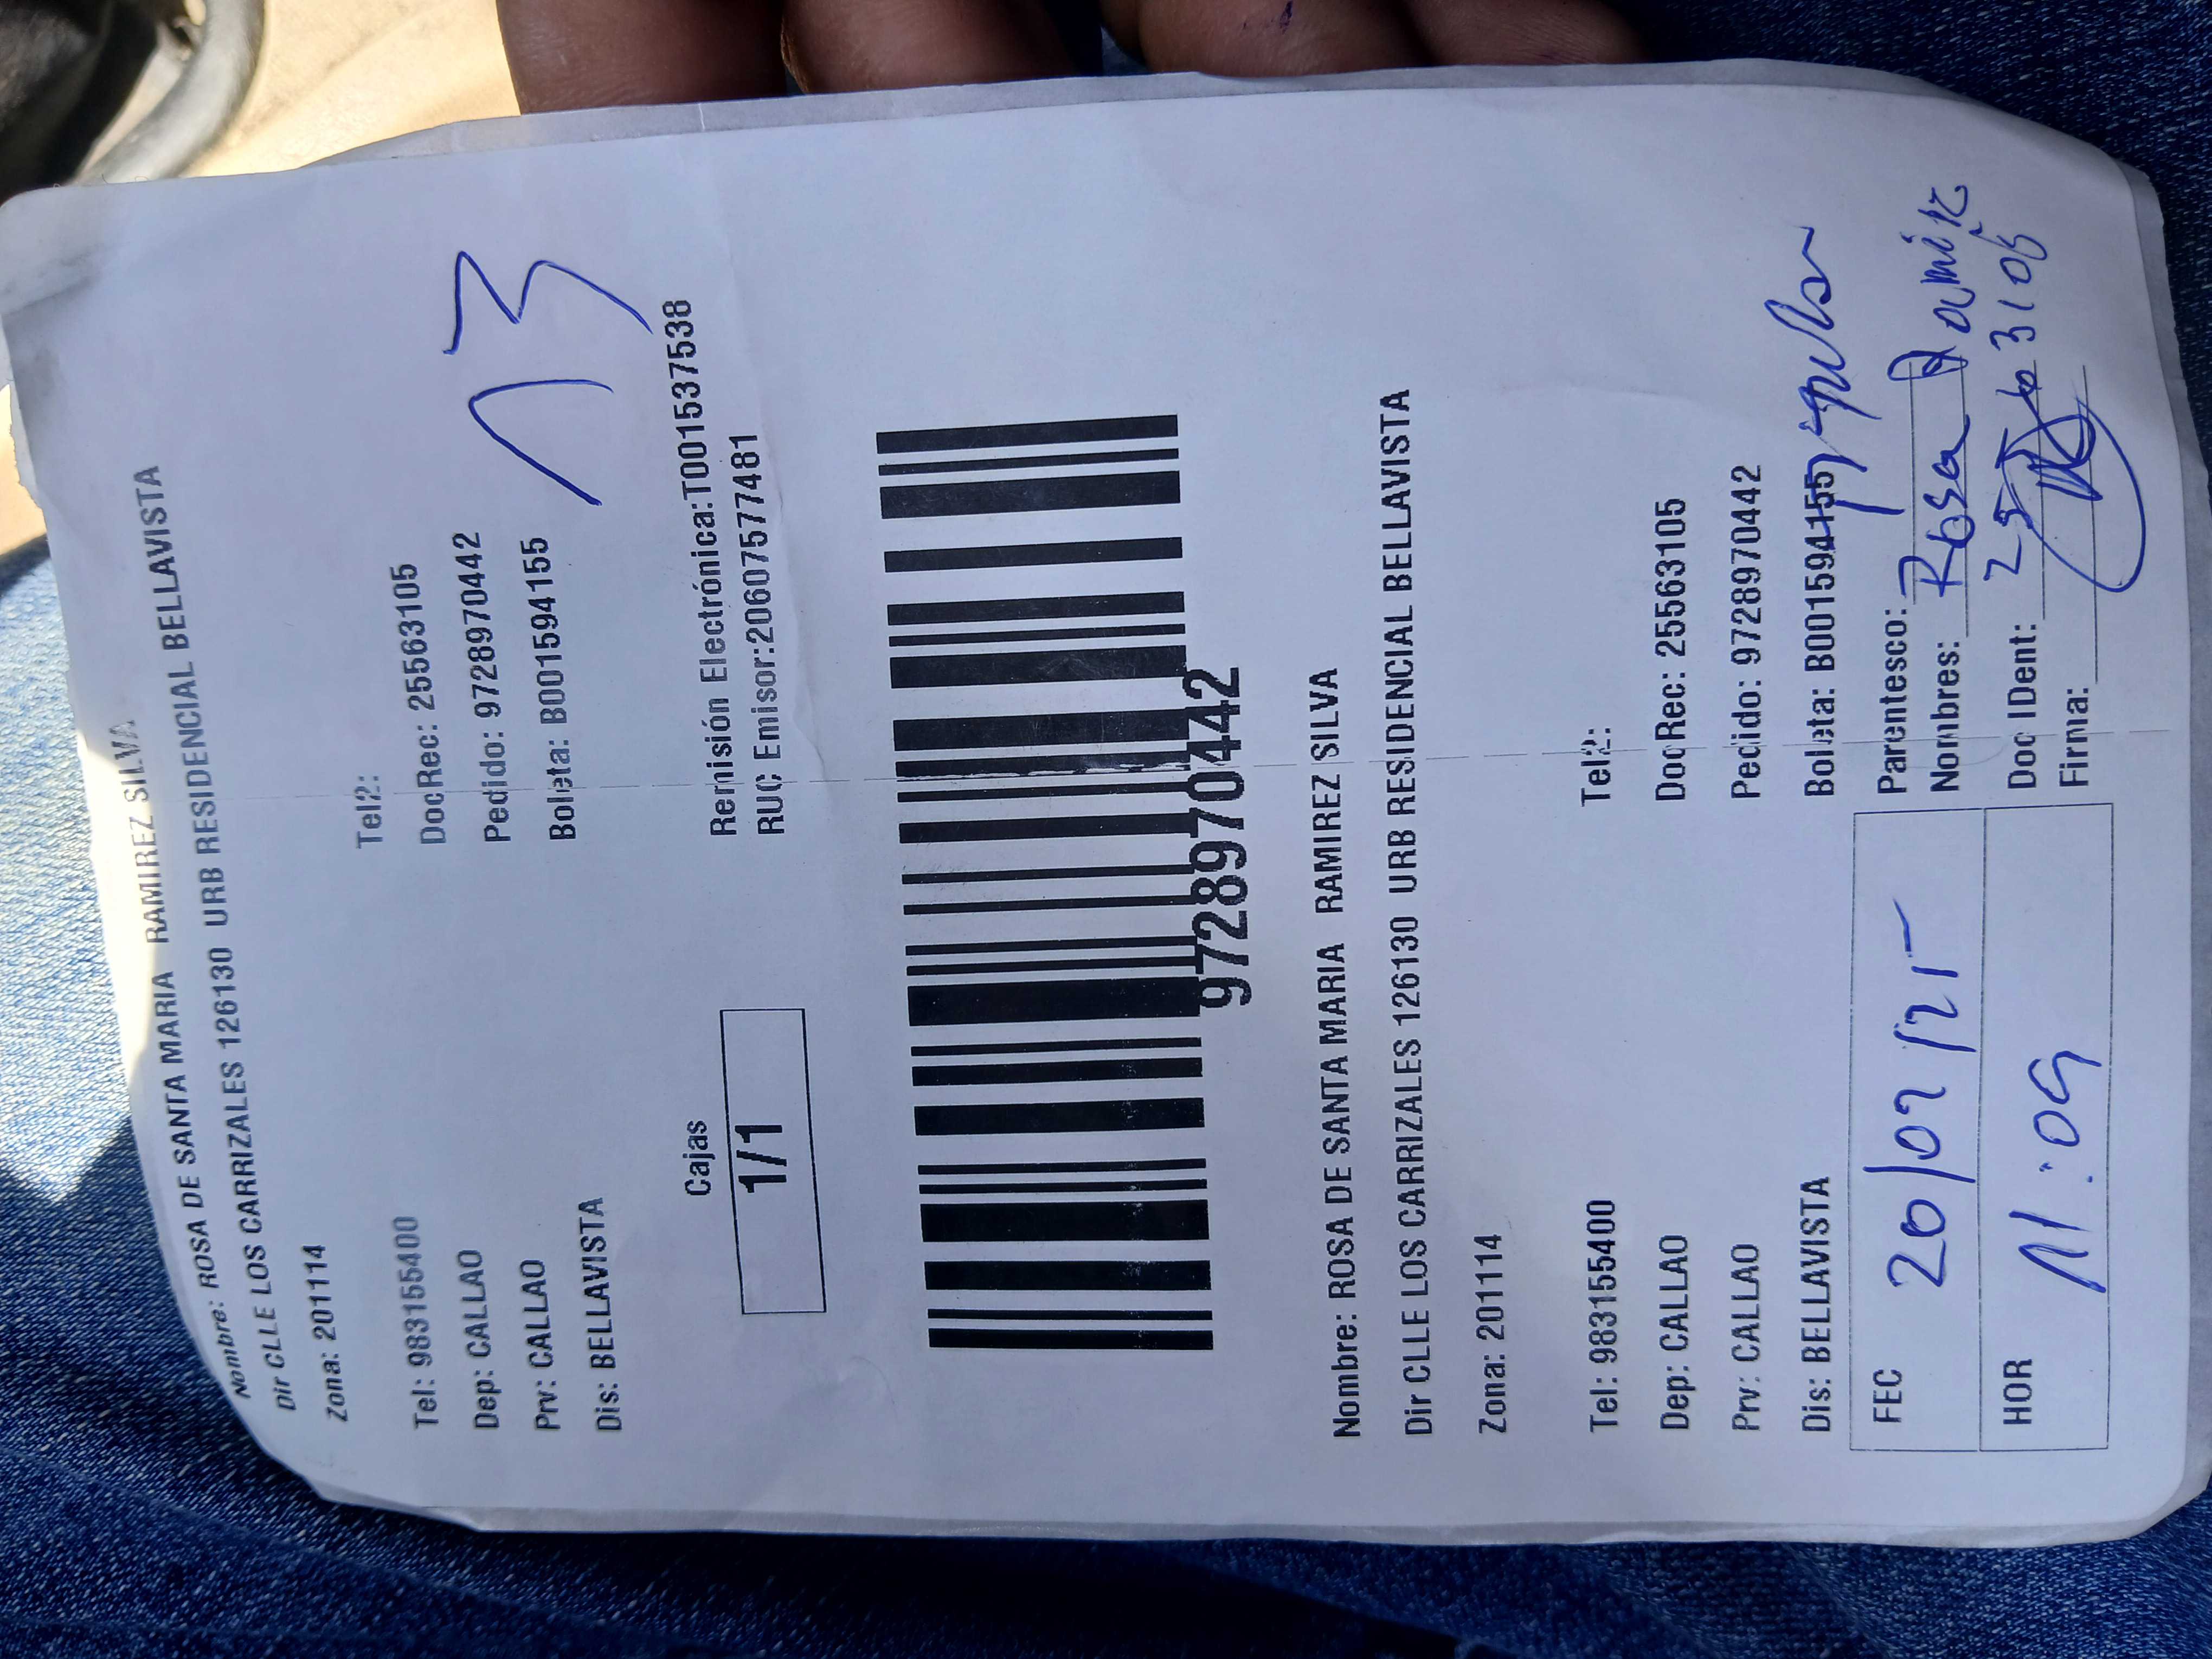 Nombre: ROSA DE SANTA MARIA RAMIREZ SILVA
Dir CLLE LOS CARRIZALES 126130 URB RESIDENCIAL BELLAVISTA
Zona: 201114
Tel: 983155400 Tel2:
Dep: CALLAO DocRec: 25563105
Prv: CALLAO Pedido: 9728970442
Dis: BELLAVISTA Boleta: B001594155
13
Cajas
1/1
Remisión Electrónica:T001537538
RUC Emisor:20607577481
9728970442
Nombre: ROSA DE SANTA MARIA RAMIREZ SILVA
Dir CLLE LOS CARRIZALES 126130 URB RESIDENCIAL BELLAVISTA
Zona: 201114
Tel: 983155400 Tel2:
Dep: CALLAO DocRec: 25563105
Prv: CALLAO Pedido: 9728970442
Dis: BELLAVISTA Boleta: B001594155
FEC 20/02/25
HOR 11:09
Parentesco:
Nombres: Rosa
Doc IDent: 25563105
Firma: